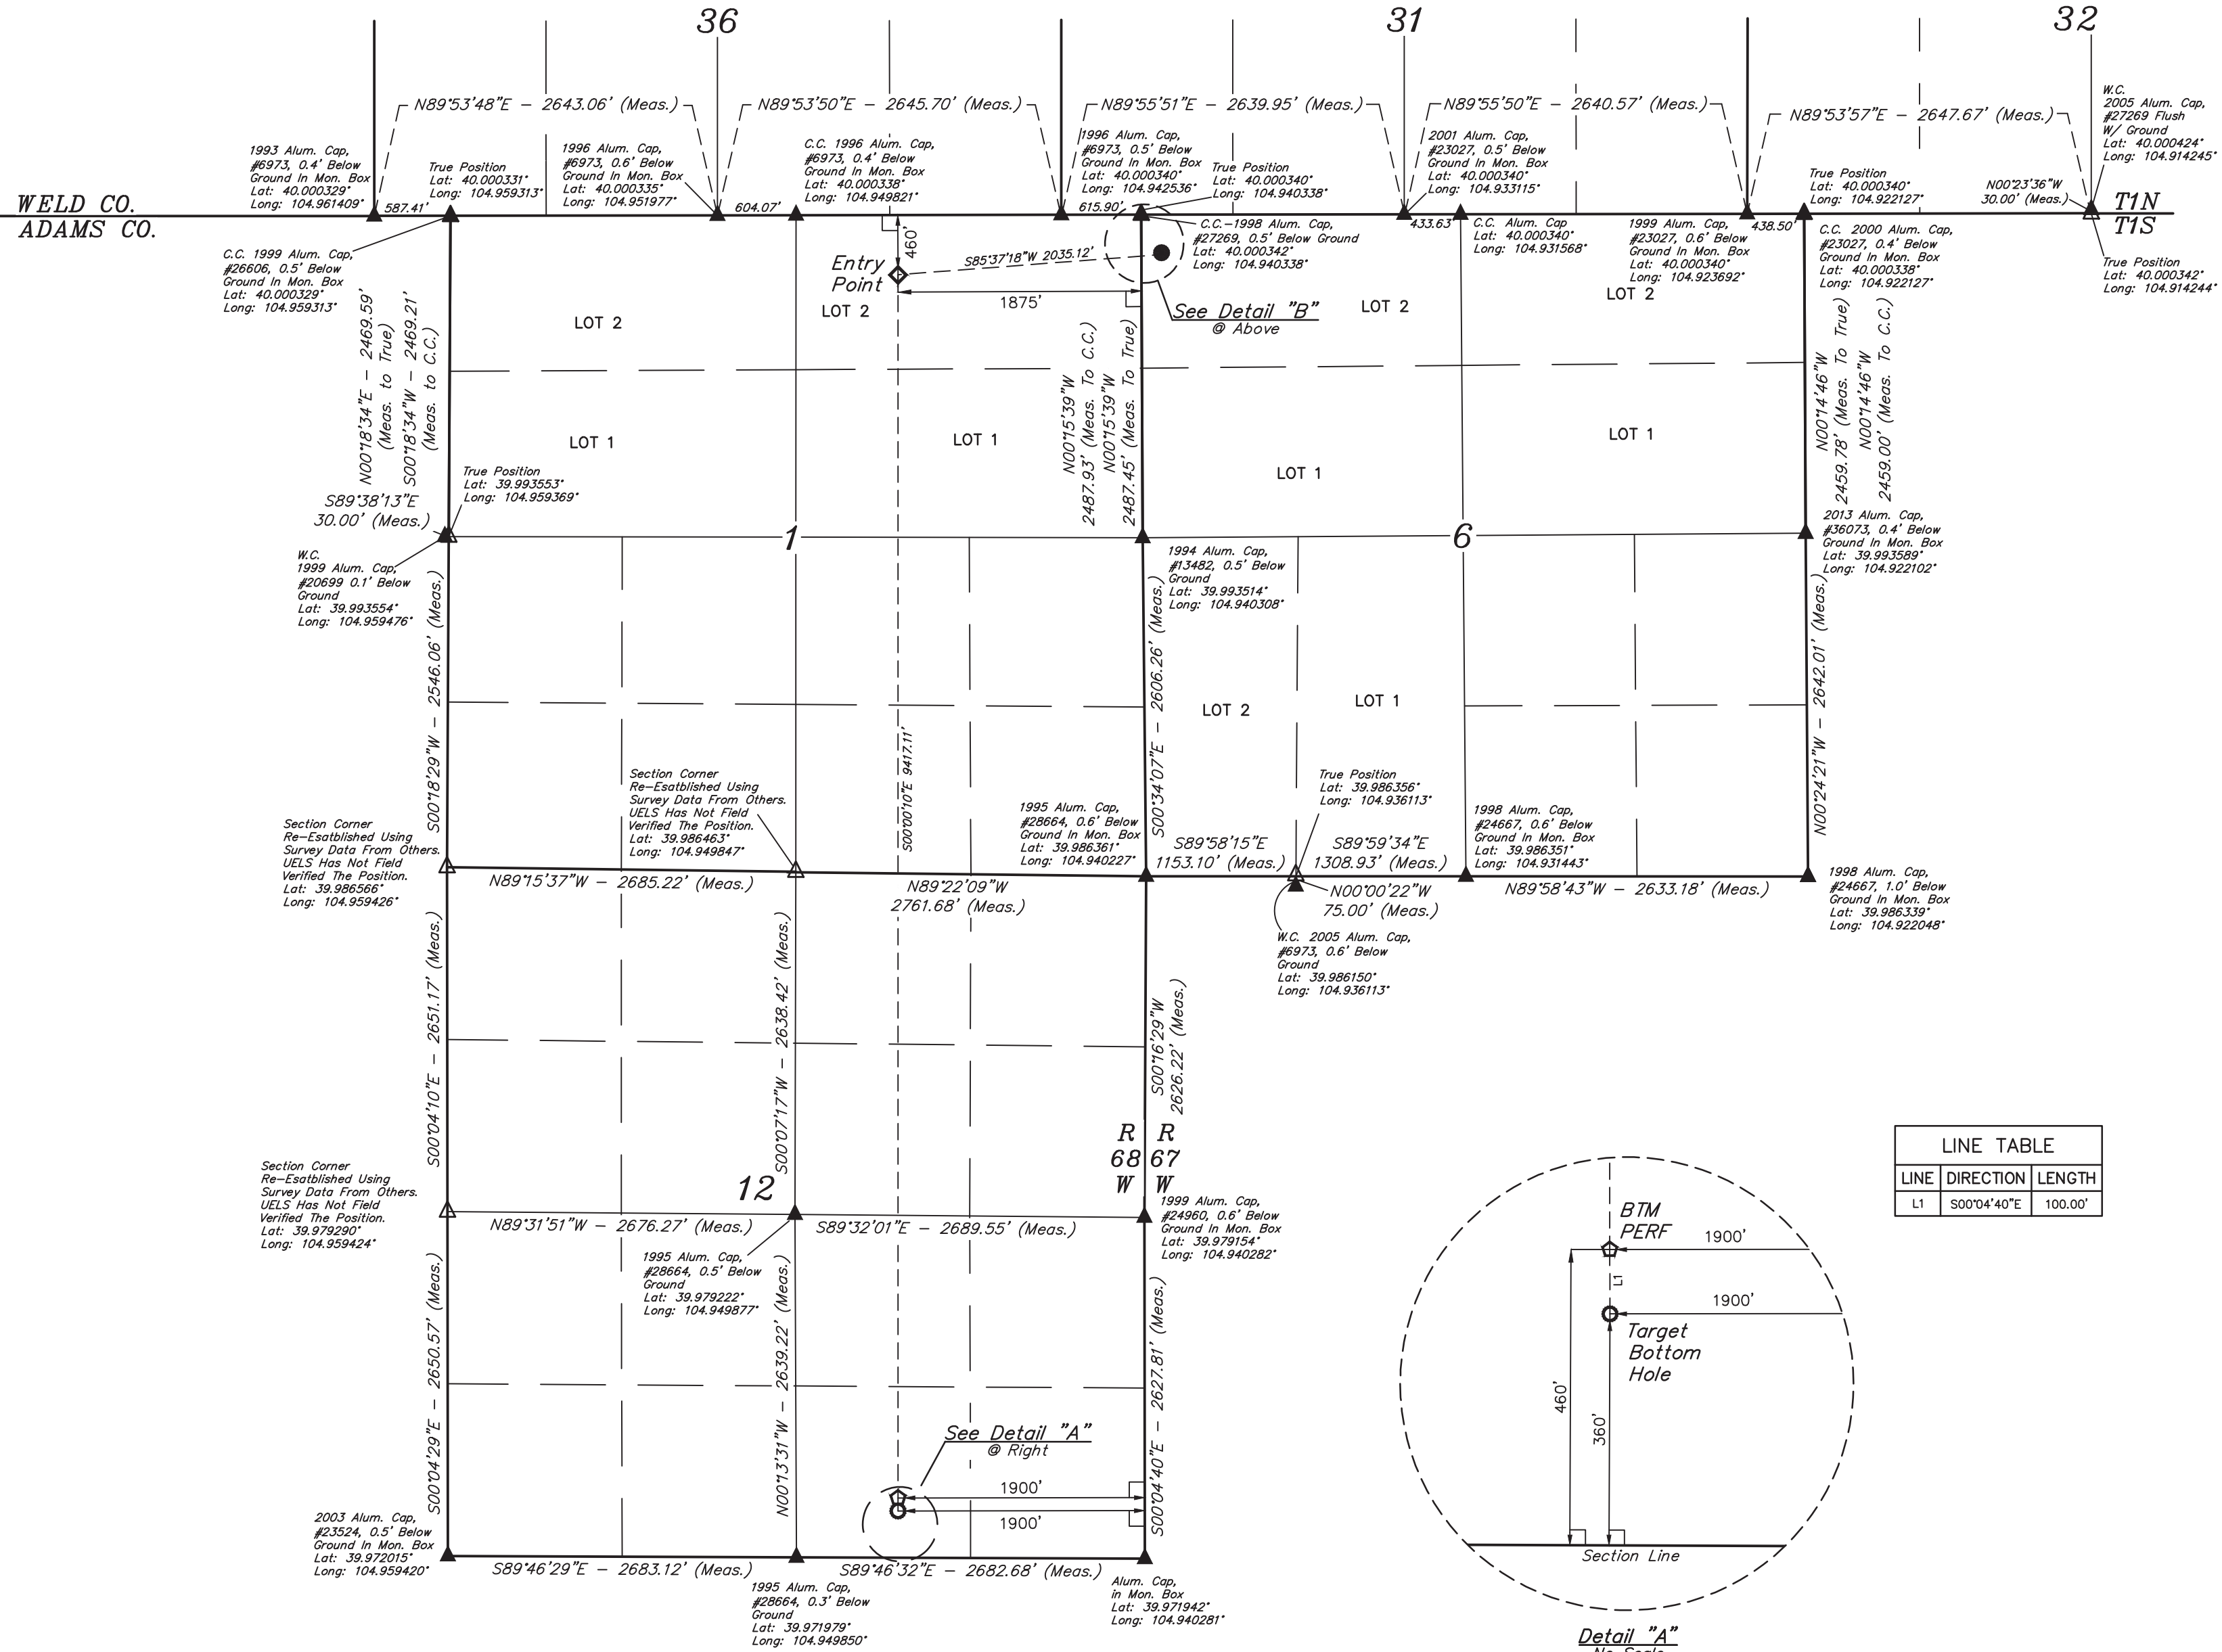 36
31
32
N89°53'48"E - 2643.06' (Meas.)
N89°53'50"E - 2645.70' (Meas.)
N89°55'51"E - 2639.95' (Meas.)
N89°55'50"E - 2640.57' (Meas.)
N89°53'57"E - 2647.67' (Meas.)
W.C.
2005 Alum. Cap,
#27269 Flush
W/ Ground
Lat: 40.000424°
Long: 104.914245°
1993 Alum. Cap,
#6973, 0.4' Below
Ground In Mon. Box
Lat: 40.000329°
Long: 104.961409°
True Position
Lat: 40.000331°
Long: 104.959313°
1996 Alum. Cap,
#6973, 0.6' Below
Ground In Mon. Box
Lat: 40.000335°
Long: 104.951977°
C.C. 1996 Alum. Cap,
#6973, 0.4' Below
Ground In Mon. Box
Lat: 40.000338°
Long: 104.949821°
1996 Alum. Cap,
#6973, 0.5' Below
Ground In Mon. Box
Lat: 40.000340°
Long: 104.942536°
True Position
Lat: 40.000340°
Long: 104.940338°
2001 Alum. Cap,
#23027, 0.5' Below
Ground In Mon. Box
Lat: 40.000340°
Long: 104.933115°
True Position
Lat: 40.000340°
Long: 104.922127°
N00°23'36"W
30.00' (Meas.)
WELD CO.
ADAMS CO.
T1N
T1S
587.41'
604.07'
615.90'
433.63'
438.50'
C.C. 1999 Alum. Cap,
#26606, 0.5' Below
Ground In Mon. Box
Lat: 40.000329°
Long: 104.959313°
460'
Entry
Point
S85°37'18"W 2035.12'
1875'
C.C.-1998 Alum. Cap,
#27269, 0.5' Below Ground
Lat: 40.000342°
Long: 104.940338°
C.C. Alum. Cap
Lat: 40.000340°
Long: 104.931568°
1999 Alum. Cap,
#23027, 0.6' Below
Ground In Mon. Box
Lat: 40.000340°
Long: 104.923692°
C.C. 2000 Alum. Cap,
#23027, 0.4' Below
Ground In Mon. Box
Lat: 40.000338°
Long: 104.922127°
True Position
Lat: 40.000342°
Long: 104.914244°
See Detail "B"
@ Above
LOT 2
LOT 2
LOT 2
LOT 2
N00°18'34"E - 2469.59'
(Meas. to True)
S00°18'34"W - 2469.21'
(Meas. to C.C.)
N00°15'39"W
2487.93' (Meas. To C.C.)
N00°15'39"W
2487.45' (Meas. To True)
N00°14'46"W
2459.78' (Meas. To True)
N00°14'46"W
2459.00' (Meas. To C.C.)
LOT 1
LOT 1
LOT 1
LOT 1
True Position
Lat: 39.993553°
Long: 104.959369°
S89°38'13"E
30.00' (Meas.)
W.C.
1999 Alum. Cap,
#20699 0.1' Below
Ground
Lat: 39.993554°
Long: 104.959476°
1
6
1994 Alum. Cap,
#13482, 0.5' Below
Ground
Lat: 39.993514°
Long: 104.940308°
2013 Alum. Cap,
#36073, 0.4' Below
Ground In Mon. Box
Lat: 39.993589°
Long: 104.922102°
S00°18'29"W - 2546.06' (Meas.)
S00°00'10"E 9417.11'
S00°34'07"E - 2606.26' (Meas.)
LOT 2
LOT 1
N00°24'21"W - 2642.01' (Meas.)
Section Corner
Re-Esatblished Using
Survey Data From Others.
UELS Has Not Field
Verified The Position.
Lat: 39.986566°
Long: 104.959426°
Section Corner
Re-Esatblished Using
Survey Data From Others.
UELS Has Not Field
Verified The Position.
Lat: 39.986463°
Long: 104.949847°
1995 Alum. Cap,
#28664, 0.6' Below
Ground In Mon. Box
Lat: 39.986361°
Long: 104.940227°
True Position
Lat: 39.986356°
Long: 104.936113°
1998 Alum. Cap,
#24667, 0.6' Below
Ground In Mon. Box
Lat: 39.986351°
Long: 104.931443°
S89°58'15"E
1153.10' (Meas.)
S89°59'34"E
1308.93' (Meas.)
N89°15'37"W - 2685.22' (Meas.)
N89°22'09"W
2761.68' (Meas.)
N00°00'22"W
75.00' (Meas.)
N89°58'43"W - 2633.18' (Meas.)
1998 Alum. Cap,
#24667, 1.0' Below
Ground In Mon. Box
Lat: 39.986339°
Long: 104.922048°
W.C. 2005 Alum. Cap,
#6973, 0.6' Below
Ground
Lat: 39.986150°
Long: 104.936113°
S00°04'10"E - 2651.17' (Meas.)
S00°07'17"W - 2638.42' (Meas.)
S00°16'29"W
2626.22' (Meas.)
R R
68 67
W W
12
Section Corner
Re-Esatblished Using
Survey Data From Others.
UELS Has Not Field
Verified The Position.
Lat: 39.979290°
Long: 104.959424°
N89°31'51"W - 2676.27' (Meas.)
S89°32'01"E - 2689.55' (Meas.)
1999 Alum. Cap,
#24960, 0.6' Below
Ground In Mon. Box
Lat: 39.979154°
Long: 104.940282°
1995 Alum. Cap,
#28664, 0.5' Below
Ground
Lat: 39.979222°
Long: 104.949877°
S00°04'29"E - 2650.57' (Meas.)
N00°13'31"W - 2639.22' (Meas.)
S00°04'40"E - 2627.81' (Meas.)
See Detail "A"
@ Right
1900'
1900'
2003 Alum. Cap,
#23524, 0.5' Below
Ground In Mon. Box
Lat: 39.972015°
Long: 104.959420°
S89°46'29"E - 2683.12' (Meas.)
S89°46'32"E - 2682.68' (Meas.)
1995 Alum. Cap,
#28664, 0.3' Below
Ground
Lat: 39.971979°
Long: 104.949850°
Alum. Cap,
in Mon. Box
Lat: 39.971942°
Long: 104.940281°
LINE TABLE
LINE DIRECTION LENGTH
L1 S00°04'40"E 100.00'
BTM
PERF
1900'
L1
1900'
Target
Bottom
Hole
460'
360'
Section Line
Detail "A"
No Scale